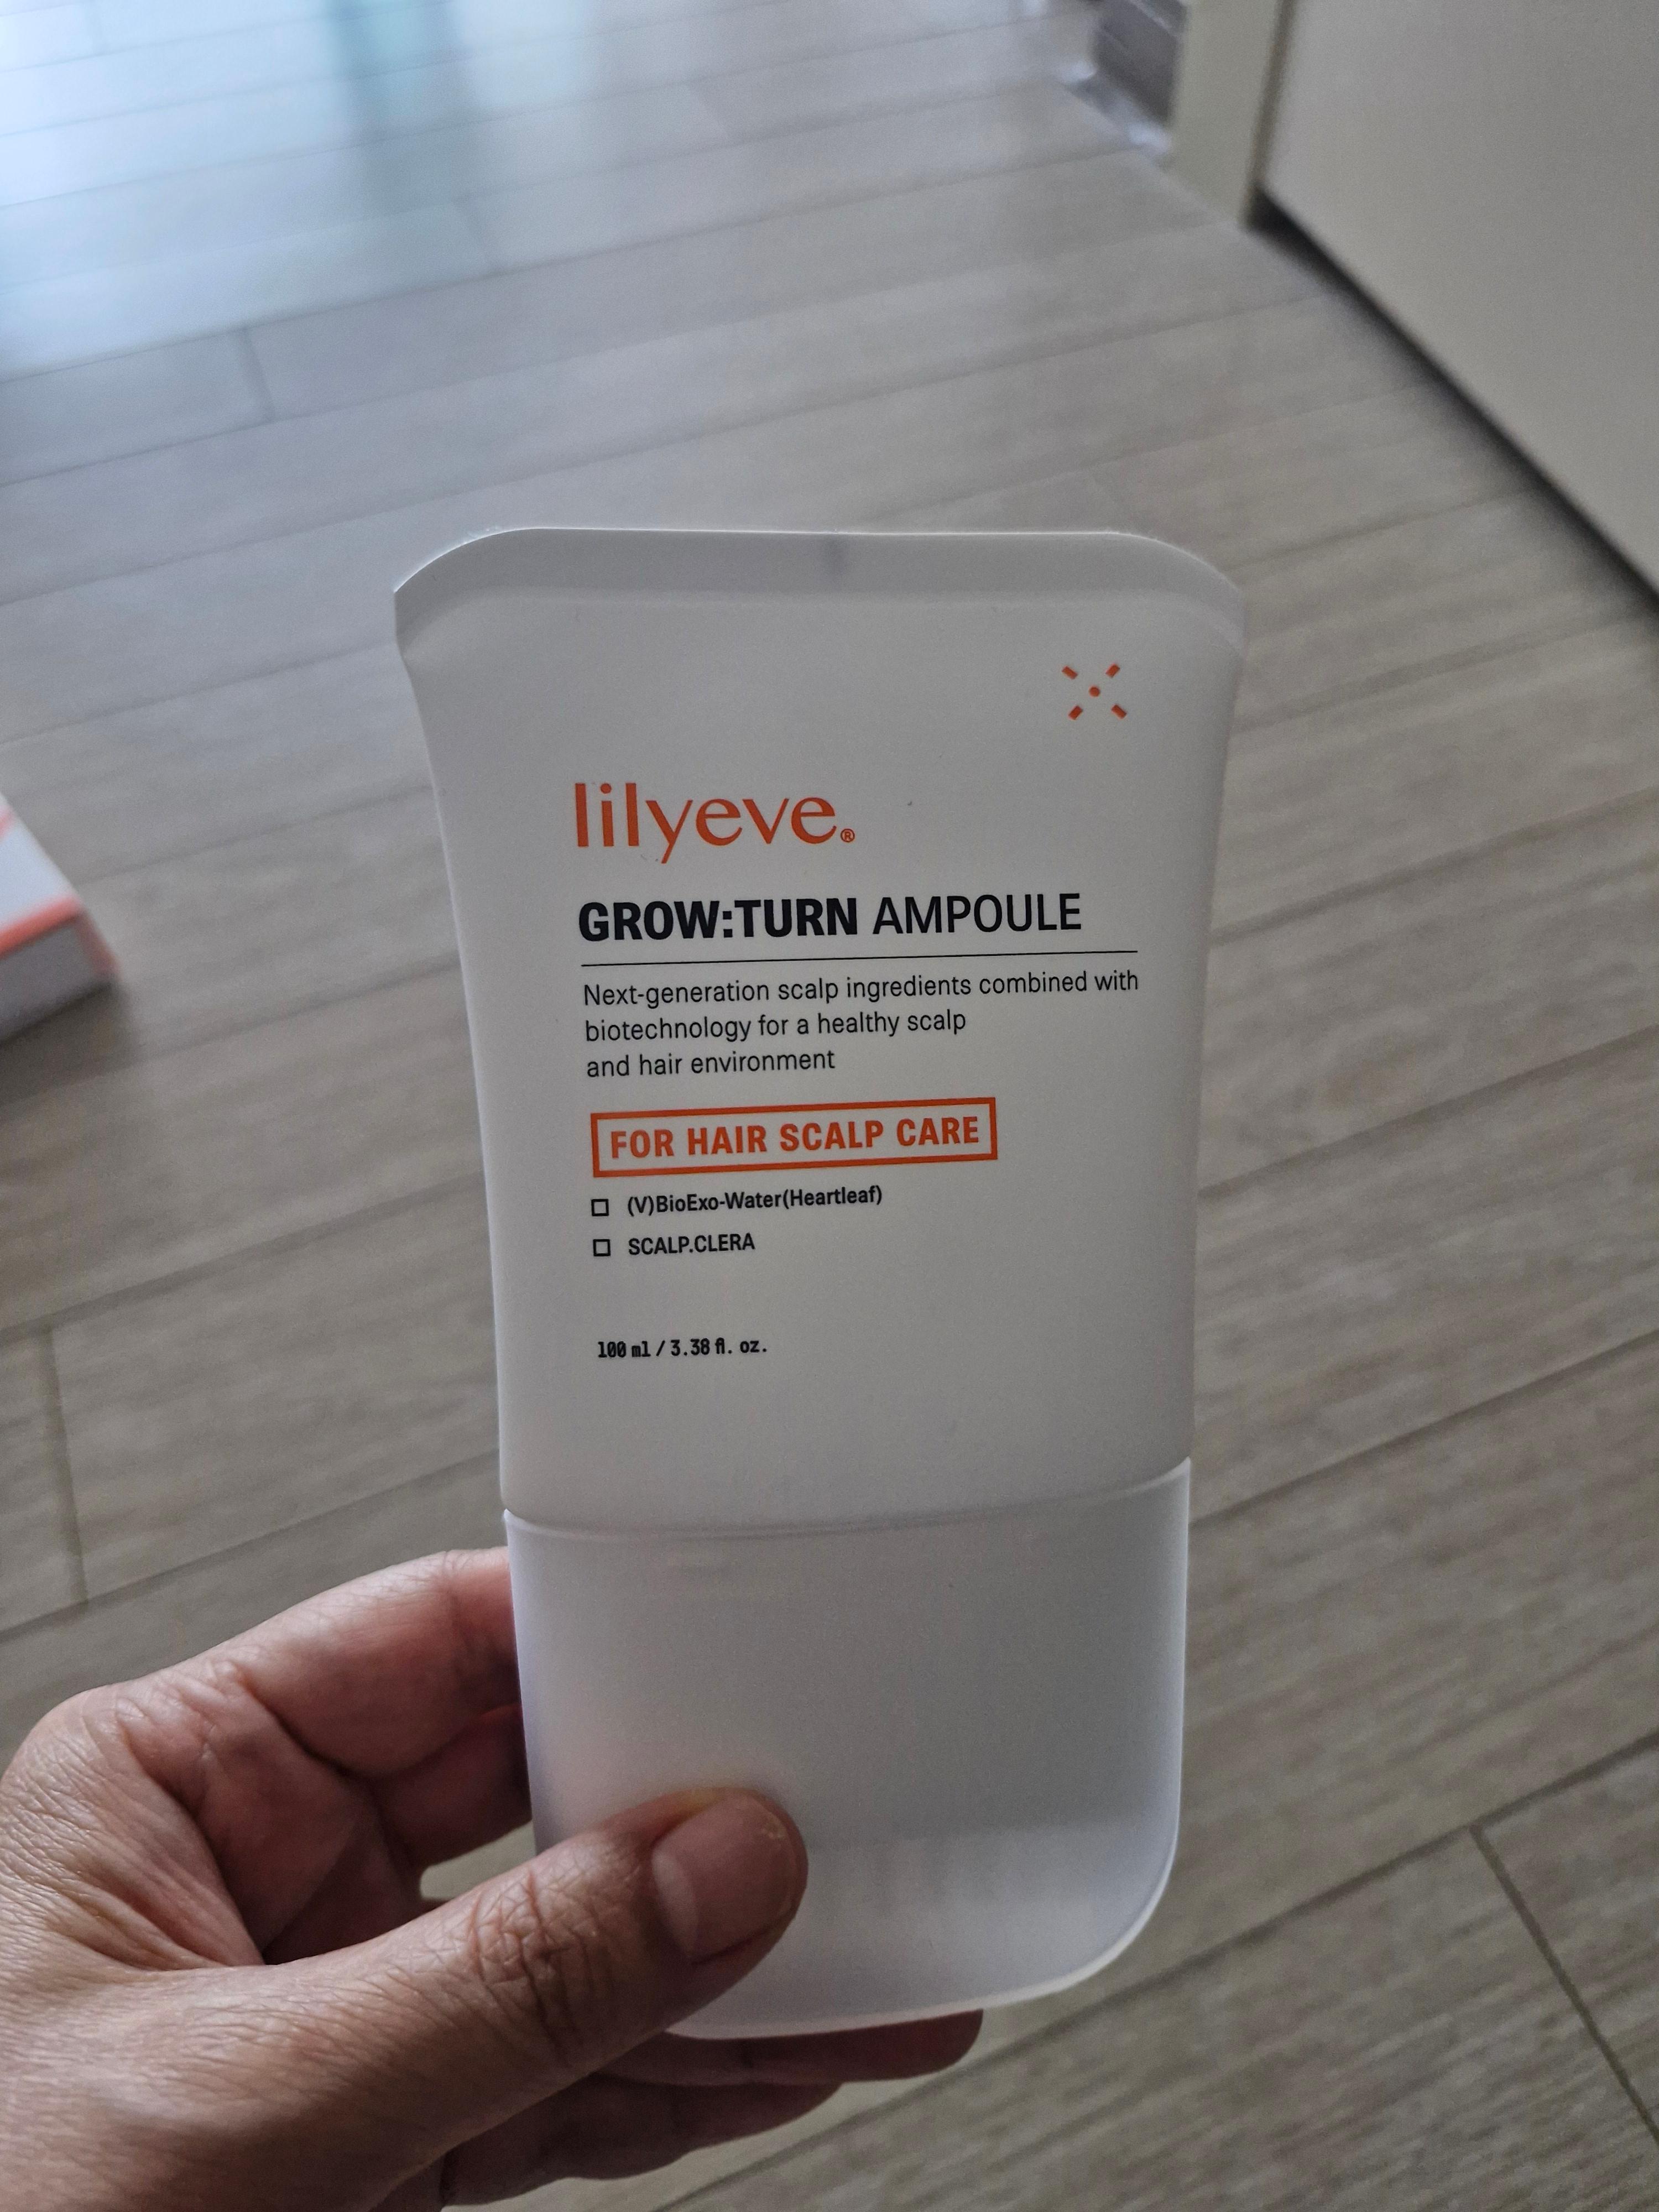 lilyeve.®
GROW:TURN AMPOULE
Next-generation scalp ingredients combined with
biotechnology for a healthy scalp
and hair environment
FOR HAIR SCALP CARE
(V)BioExo-Water(Heartleaf)
SCALP.CLERA
100 ml / 3.38 fl. oz.